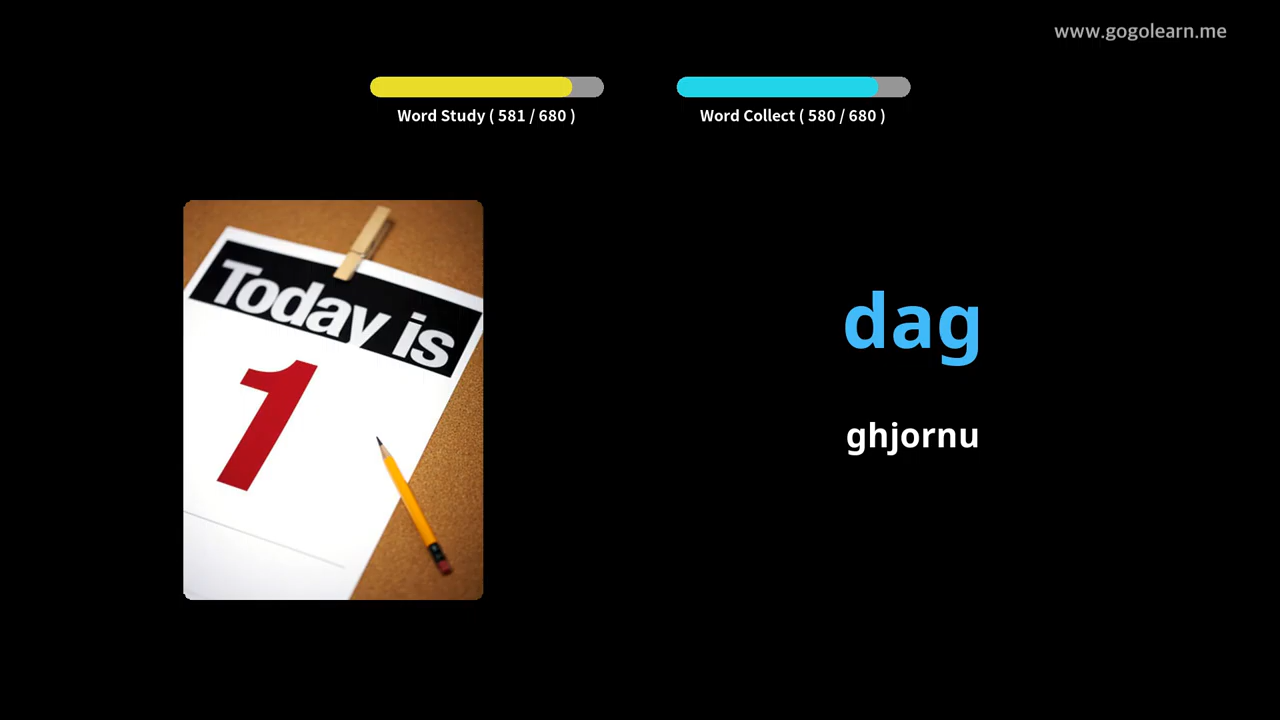 www.gogolearn.me
Word Study ( 581 / 680 )
Word Collect ( 580 / 680 )
Today is
1
dag
ghjornu